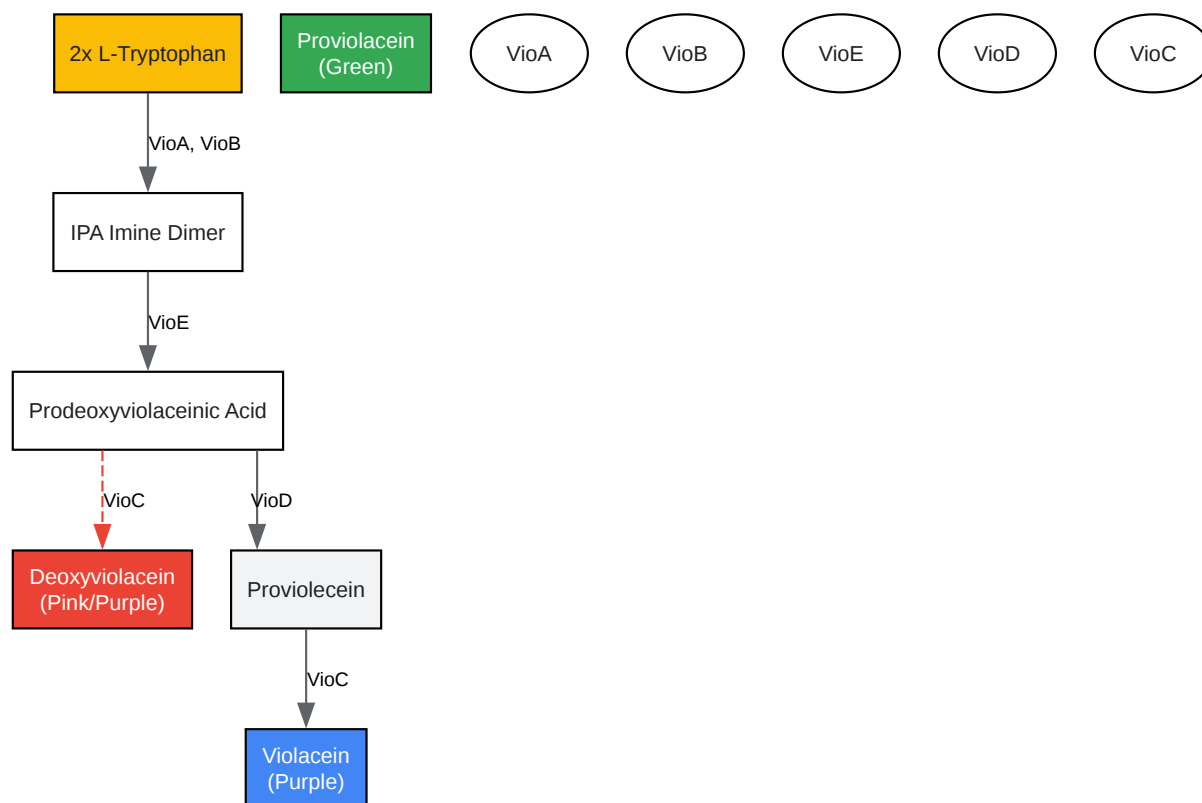 2x L-Tryptophan
Proviolacein
(Green)
VioA
VioB
VioE
VioD
VioC
VioA, VioB
IPA Imine Dimer
VioE
Prodeoxyviolaceinic Acid
VioC
VioD
Deoxyviolacein
(Pink/Purple)
Proviolecein
VioC
Violacein
(Purple)